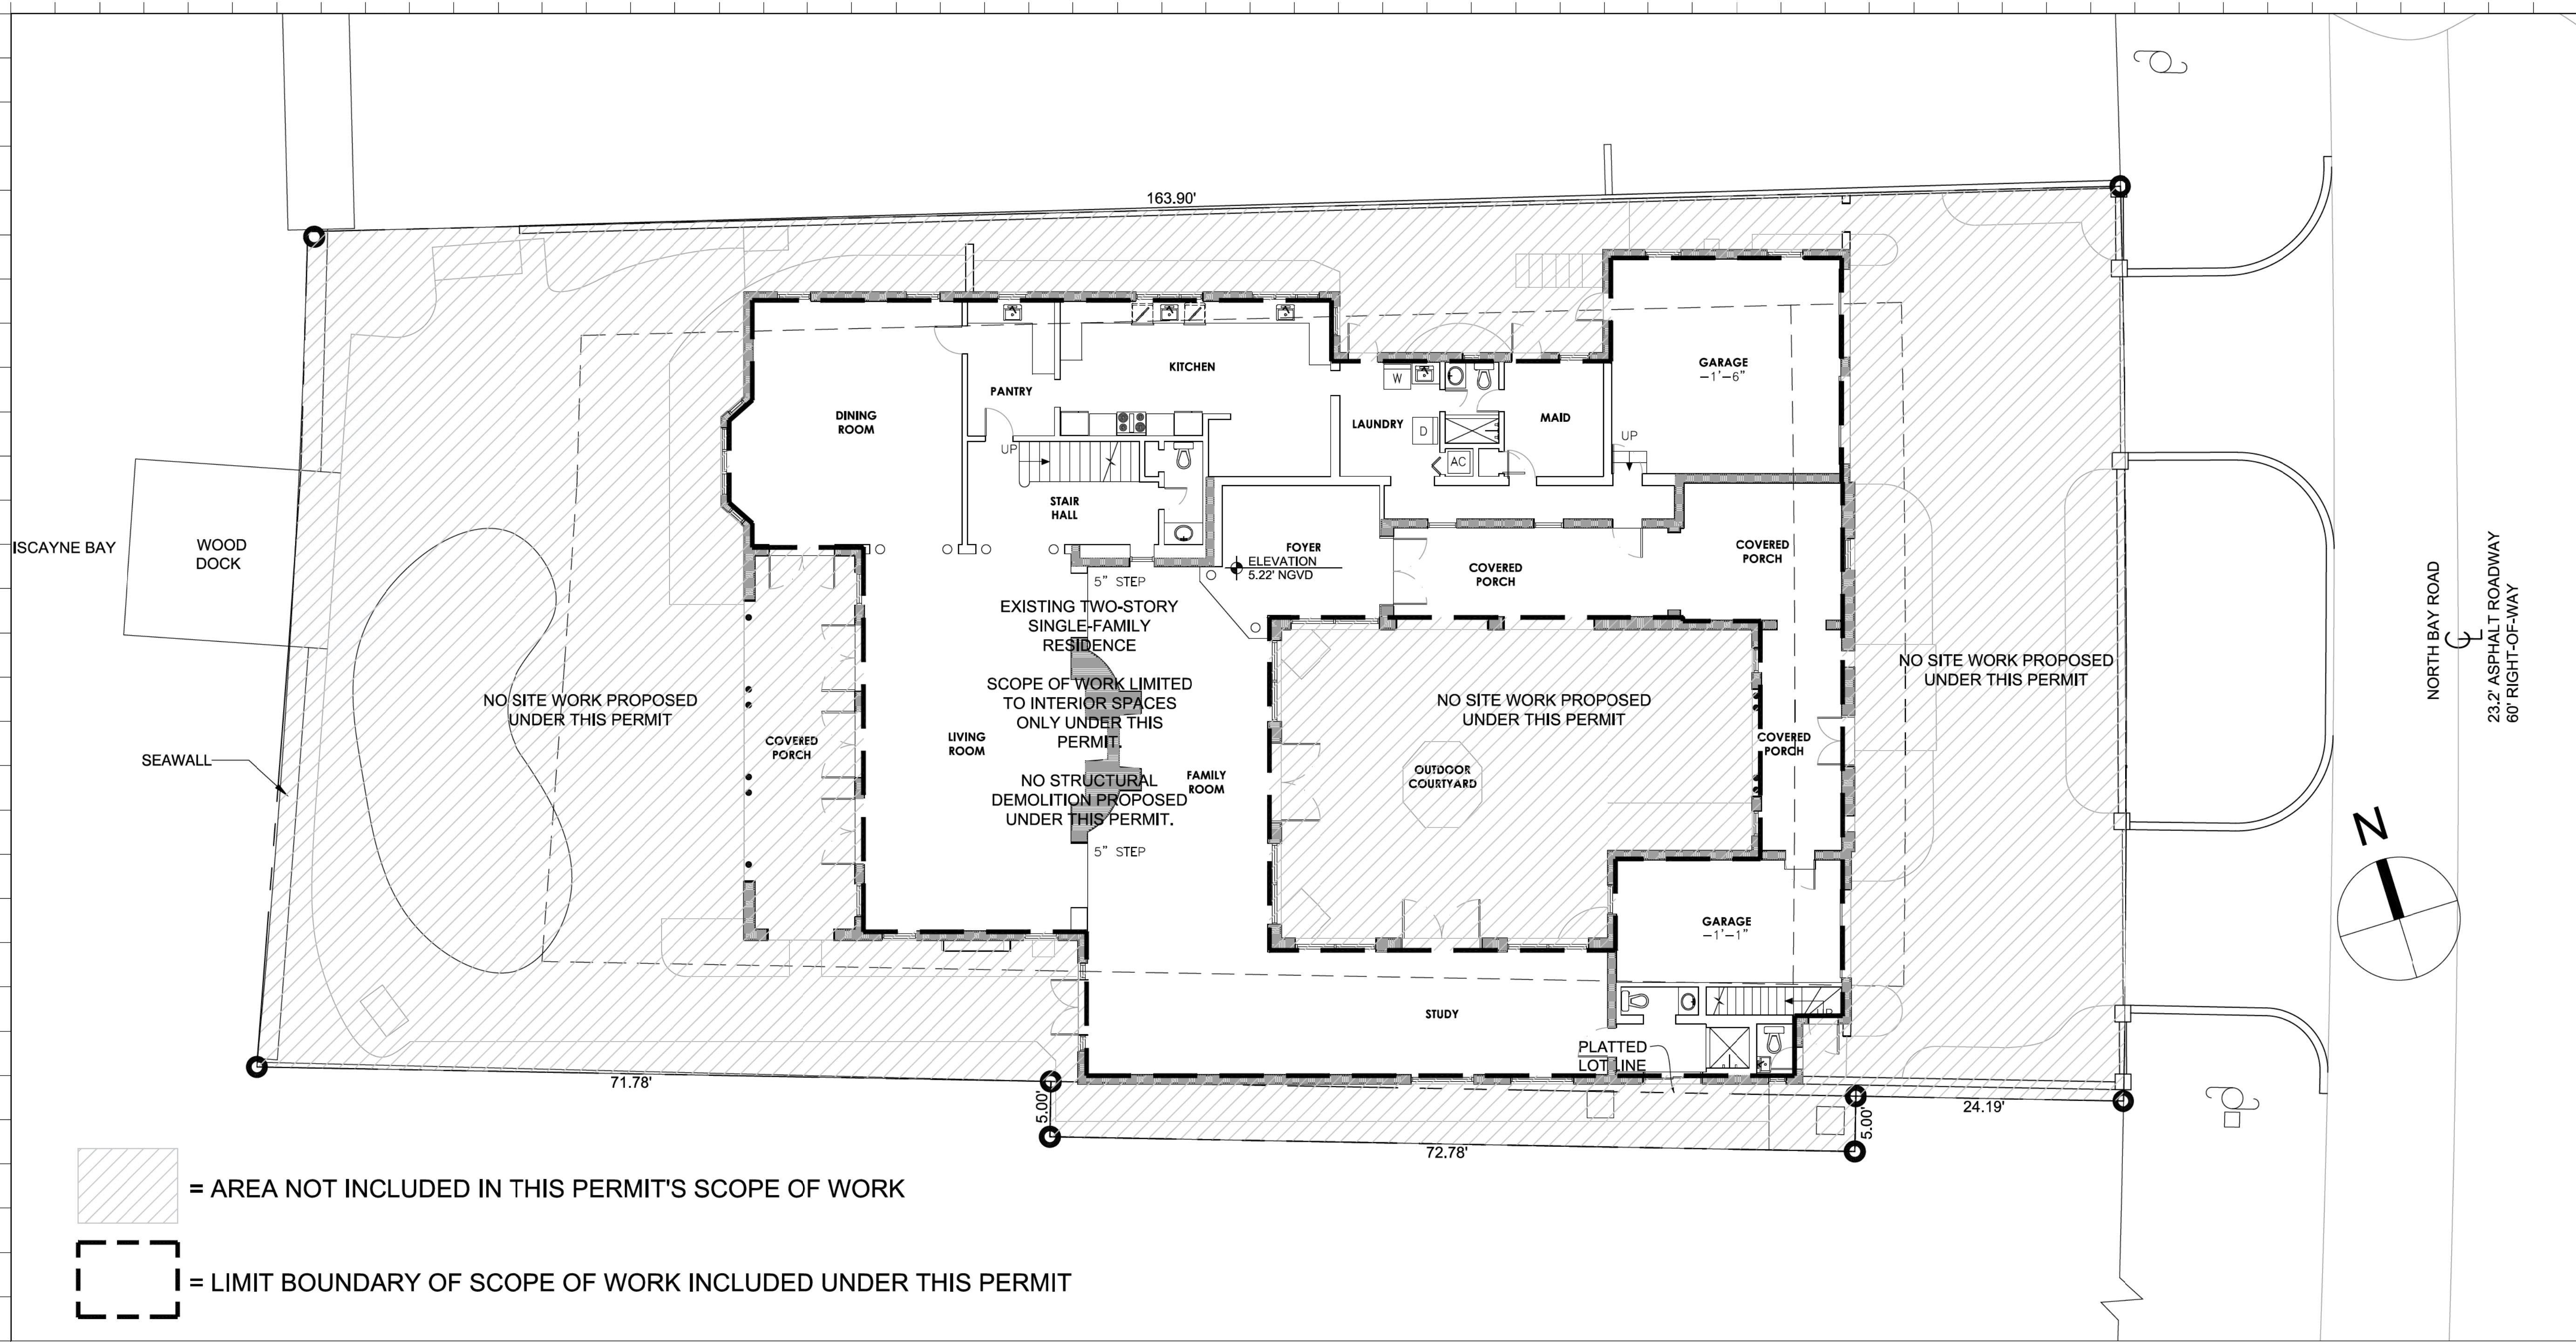 163.90'
KITCHEN
GARAGE
–1'–6"
PANTRY
W
DINING
ROOM
LAUNDRY
MAID
D
UP
UP
AC
STAIR
HALL
ISCAYNE BAY
WOOD
DOCK
FOYER
ELEVATION
5.22' NGVD
COVERED
PORCH
COVERED
PORCH
5" STEP
EXISTING TWO-STORY
SINGLE-FAMILY
RESIDENCE
SCOPE OF WORK LIMITED
TO INTERIOR SPACES
ONLY UNDER THIS
PERMIT.
NO STRUCTURAL
DEMOLITION PROPOSED
UNDER THIS PERMIT.
5" STEP
NO SITE WORK PROPOSED
UNDER THIS PERMIT
NO SITE WORK PROPOSED
UNDER THIS PERMIT
NO SITE WORK PROPOSED
UNDER THIS PERMIT
SEAWALL
COVERED
PORCH
LIVING
ROOM
FAMILY
ROOM
OUTDOOR
COURTYARD
COVERED
PORCH
NORTH BAY ROAD
CL
23.2' ASPHALT ROADWAY
60' RIGHT-OF-WAY
N
GARAGE
–1'–1"
STUDY
PLATTED
LOT LINE
71.78'
5.00'
72.78'
5.00'
24.19'
= AREA NOT INCLUDED IN THIS PERMIT'S SCOPE OF WORK
= LIMIT BOUNDARY OF SCOPE OF WORK INCLUDED UNDER THIS PERMIT